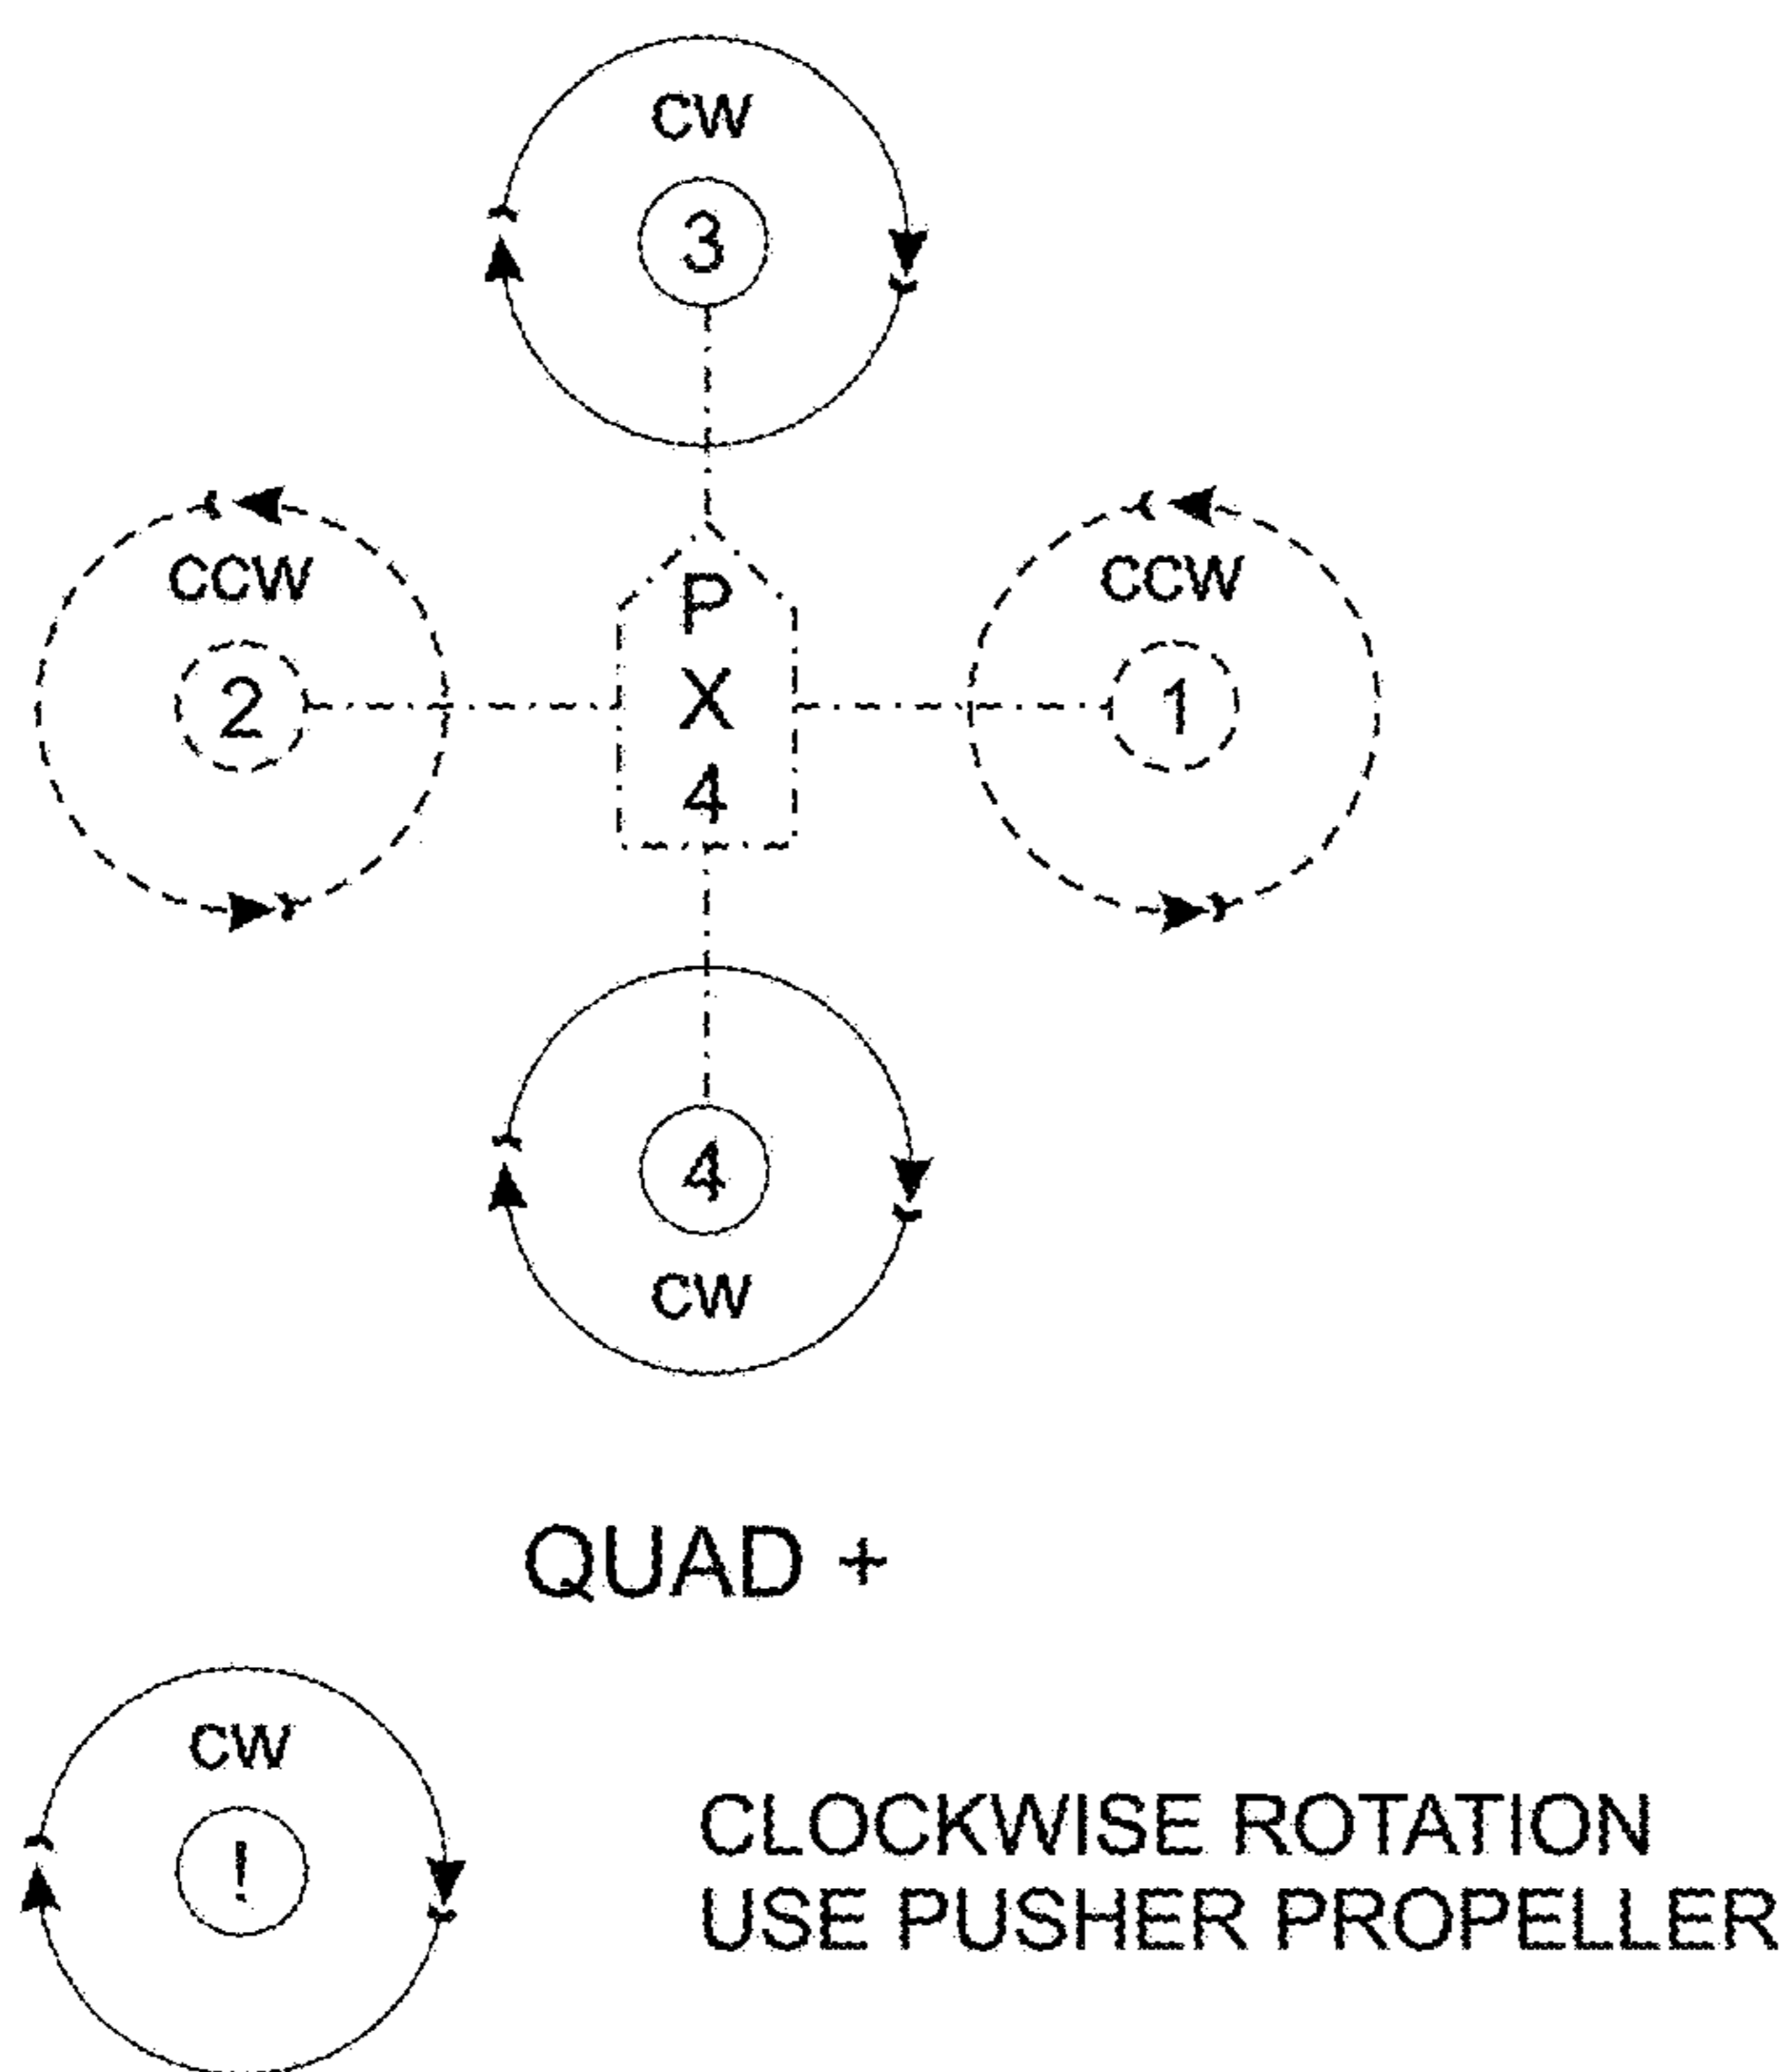 CW
3
CCW
CCW
P
2
X
1
4
4
CW
QUAD +
CW
!
CLOCKWISE ROTATION
USE PUSHER PROPELLER